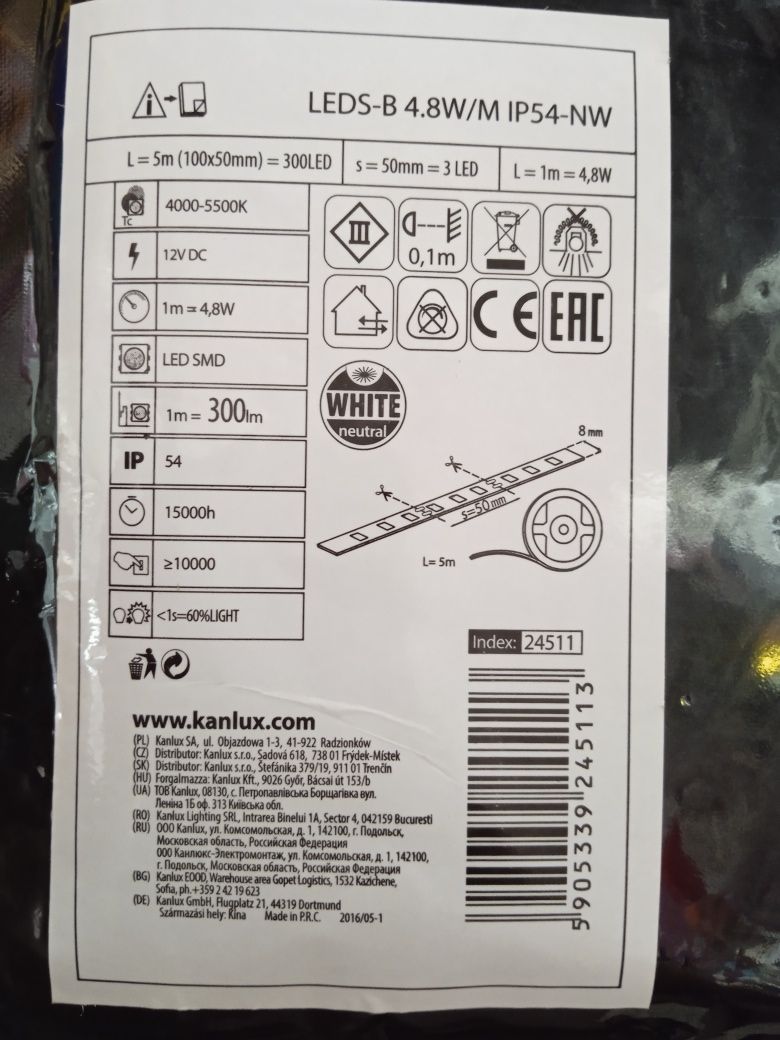 LEDS-B 4.8W/M IP54-NW
L = 5m (100x50mm) = 300LED
s = 50mm = 3 LED
L = 1m = 4,8W
Tc
4000-5500K
12V DC
1m = 4,8W
LED SMD
1m = 300lm
IP 54
15000h
≥10000
<1s=60%LIGHT
III
0,1m
CE
EAC
WHITE
neutral
8 mm
s=50mm
L= 5m
Index: 24511
5905339245113
www.kanlux.com
(PL) Kanlux SA, ul. Objazdowa 1-3, 41-922 Radzionków
(CZ) Distributor: Kanlux s.r.o., Sadová 618, 738 01 Frýdek-Místek
(SK) Distributor: Kanlux s.r.o., Štefánika 379/19, 911 01 Trenčín
(HU) Forgalmazza: Kanlux Kft., 9026 Győr, Bácsai út 153/b
(UA) ТОВ Kanlux, 08130, с. Петропавлівська Борщагівка вул.
Леніна 1Б оф. 313 Київська обл.
(RO) Kanlux Lighting SRL, Intrarea Binelui 1A, Sector 4, 042159 Bucuresti
(RU) ООО Kanlux, ул. Комсомольская, д. 1, 142100, г. Подольск,
Московская область, Российская Федерация
ООО Канлюкс-Электромонтаж, ул. Комсомольская, д. 1, 142100,
г. Подольск, Московская область, Российская Федерация
(BG) Kanlux EOOD, Warehouse area Gopet Logistics, 1532 Kazichene,
Sofia, ph.+359 2 42 19 623
(DE) Kanlux GmbH, Flugplatz 21, 44319 Dortmund
Származási hely: Kína Made in P.R.C. 2016/05-1